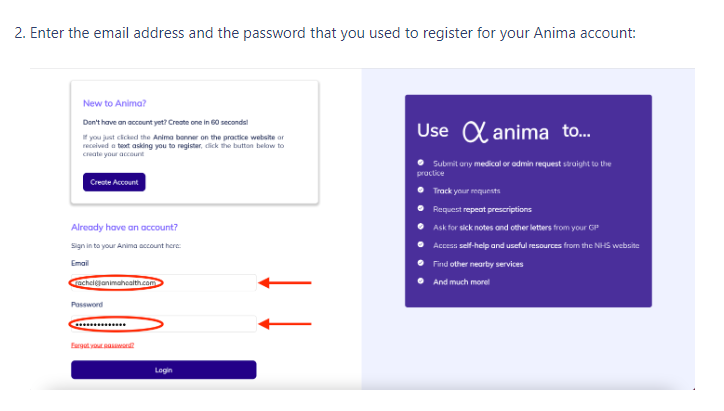 2. Enter the email address and the password that you used to register for your Anima account:
New to Anima?
Don't have an account yet? Create one in 60 seconds!
If you just clicked the Anima banner on the practice website or
received a text asking you to register, click the button below to
create your account
Create Account
Already have an account?
Sign in to your Anima account here:
Email
rachel@animahealth.com
Password
••••••••••••••
Forgot your password?
Login
Use anima to...
Submit any medical or admin request straight to the
practice
Track your requests
Request repeat prescriptions
Ask for sick notes and other letters from your GP
Access self-help and useful resources from the NHS website
Find other nearby services
And much more!